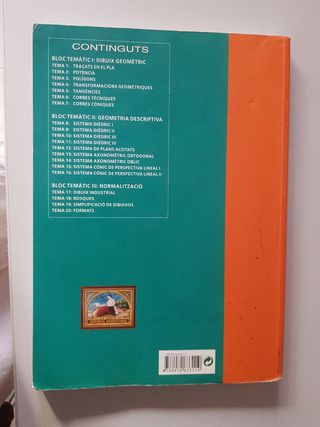 CONTINGUTS
BLOC TEMÀTIC I: DIBUIX GEOMÈTRIC
TEMA 1: TRAÇATS EN EL PLA
TEMA 2: POTÈNCIA
TEMA 3: POLÍGONS
TEMA 4: TRANSFORMACIONS GEOMÈTRIQUES
TEMA 5: TANGÈNCIES
TEMA 6: CORBES TÈCNIQUES
TEMA 7: CORBES CÒNIQUES
BLOC TEMÀTIC II: GEOMETRIA DESCRIPTIVA
TEMA 8: SISTEMA DIÈDRIC I
TEMA 9: SISTEMA DIÈDRIC II
TEMA 10: SISTEMA DIÈDRIC III
TEMA 11: SISTEMA DIÈDRIC IV
TEMA 12: SISTEMA DE PLANS ACOTATS
TEMA 13: SISTEMA AXONOMÈTRIC ORTOGONAL
TEMA 14: SISTEMA AXONOMÈTRIC OBLIC
TEMA 15: SISTEMA CÒNIC DE PERSPECTIVA LINEAL I
TEMA 16: SISTEMA CÒNIC DE PERSPECTIVA LINEAL II
BLOC TEMÀTIC III: NORMALITZACIÓ
TEMA 17: DIBUIX INDUSTRIAL
TEMA 18: ROSQUES
TEMA 19: SIMPLIFICACIÓ DE DIBUIXOS
TEMA 20: FORMATS